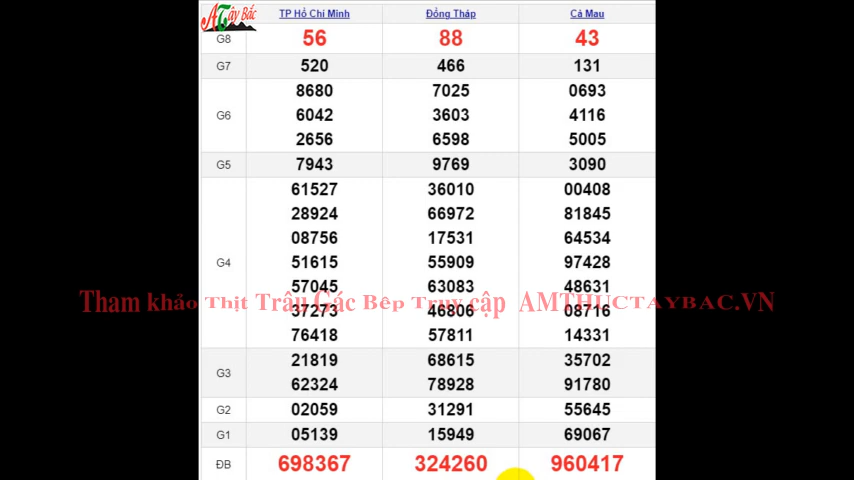 A Tây Bắc
TP Hồ Chí Minh Đồng Tháp Cà Mau
G8 56 88 43
G7 520 466 131
G6 8680 7025 0693
6042 3603 4116
2656 6598 5005
G5 7943 9769 3090
G4 61527 36010 00408
28924 66972 81845
08756 17531 64534
51615 55909 97428
57045 63083 48631
Tham khảo Thịt Trâu Gác Bếp Truy cập AMTHUCTAYBAC.VN
37273 46806 08716
76418 57811 14331
G3 21819 68615 35702
62324 78928 91780
G2 02059 31291 55645
G1 05139 15949 69067
ĐB 698367 324260 960417